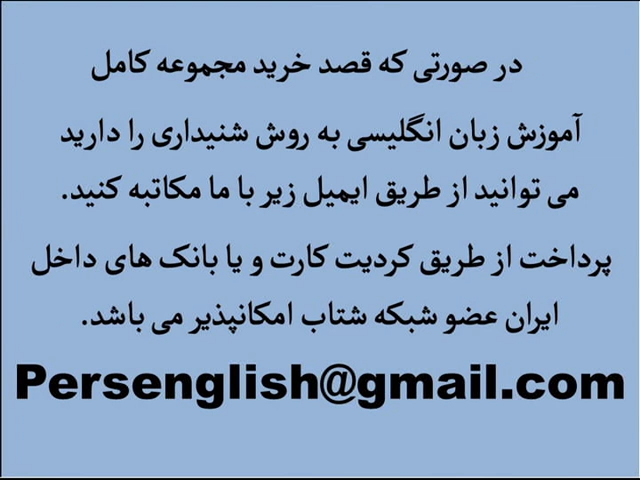 در صورتی که قصد خرید مجموعه کامل
آموزش زبان انگلیسی به روش شنیداری را دارید
می توانید از طریق ایمیل زیر با ما مکاتبه کنید.
پرداخت از طریق کردیت کارت و یا بانک های داخل
ایران عضو شبکه شتاب امکانپذیر می باشد.
Persenglish@gmail.com